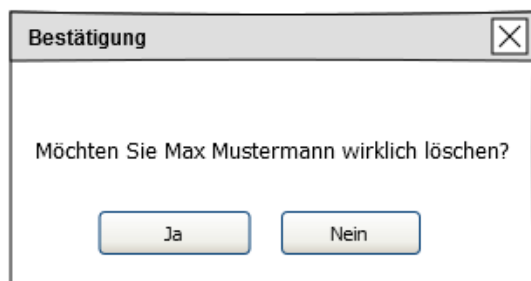 Bestätigung
Möchten Sie Max Mustermann wirklich löschen?
Ja
Nein